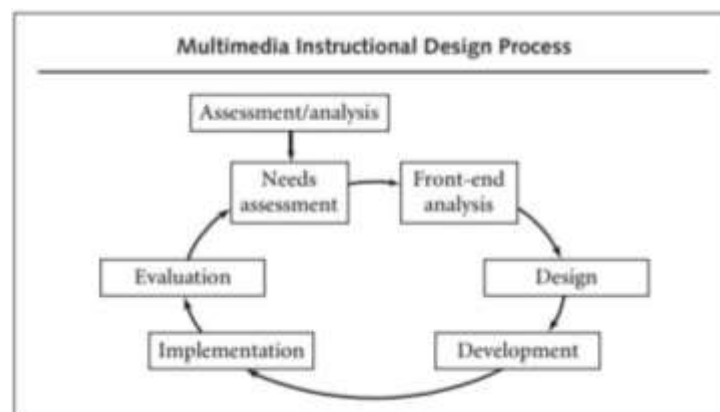 Multimedia Instructional Design Process
Assessment/analysis
Needs
assessment
Front-end
analysis
Evaluation
Design
Implementation
Development